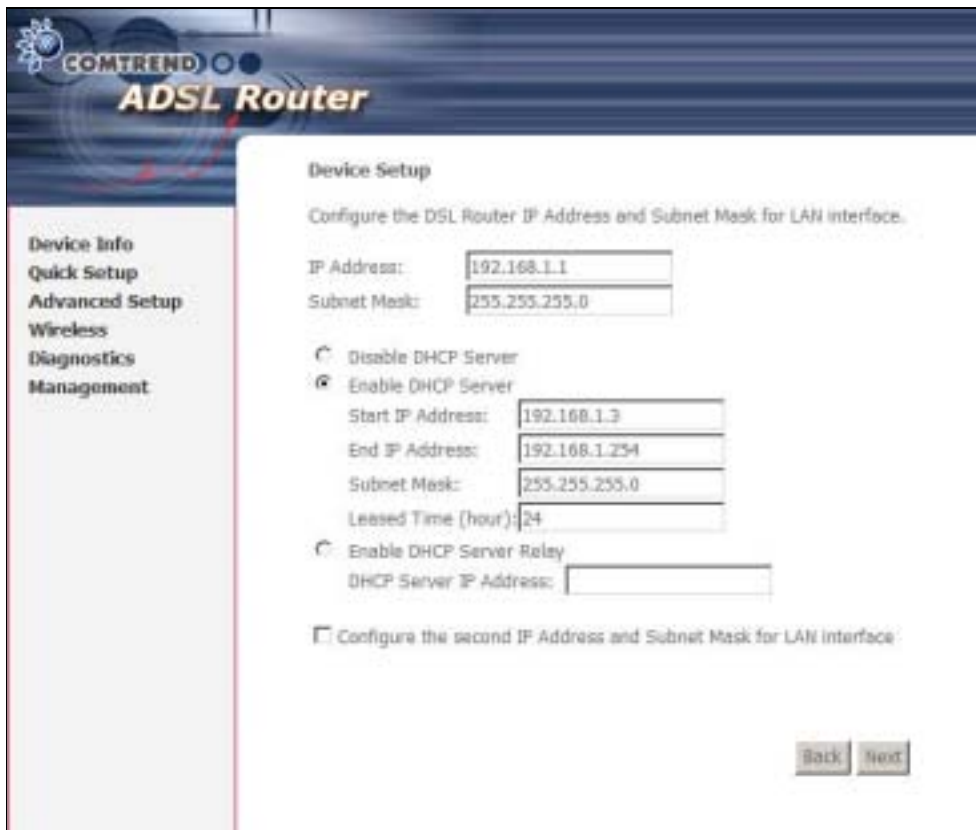 COMTREND
ADSL Router
Device Info
Quick Setup
Advanced Setup
Wireless
Diagnostics
Management
Device Setup
Configure the DSL Router IP Address and Subnet Mask for LAN interface.
IP Address: 192.168.1.1
Subnet Mask: 255.255.255.0
Disable DHCP Server
Enable DHCP Server
Start IP Address: 192.168.1.3
End IP Address: 192.168.1.254
Subnet Mask: 255.255.255.0
Leased Time (hour): 24
Enable DHCP Server Relay
DHCP Server IP Address:
Configure the second IP Address and Subnet Mask for LAN interface
Back Next